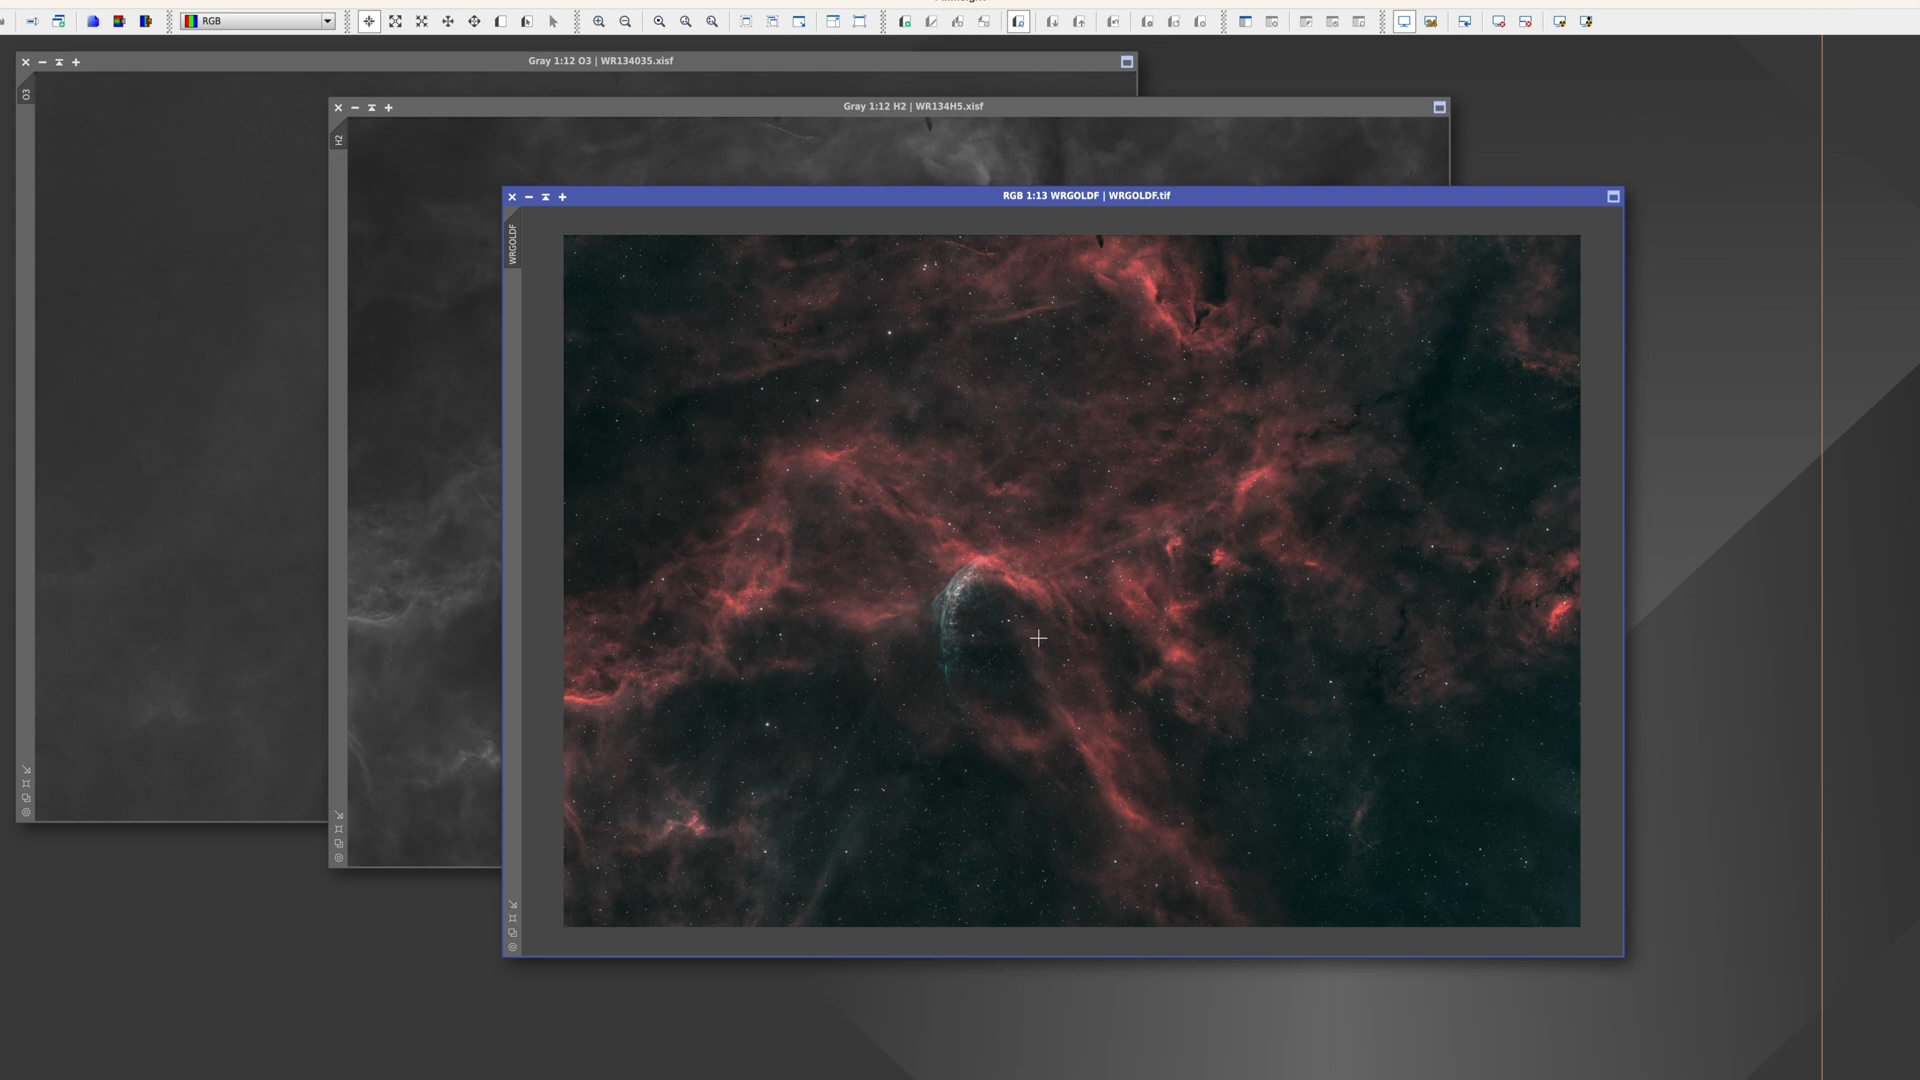 RGB
Gray 1:12 O3 | WR134035.xisf
O3
Gray 1:12 H2 | WR134H5.xisf
H2
RGB 1:13 WRGOLDF | WRGOLDF.tif
WRGOLDF